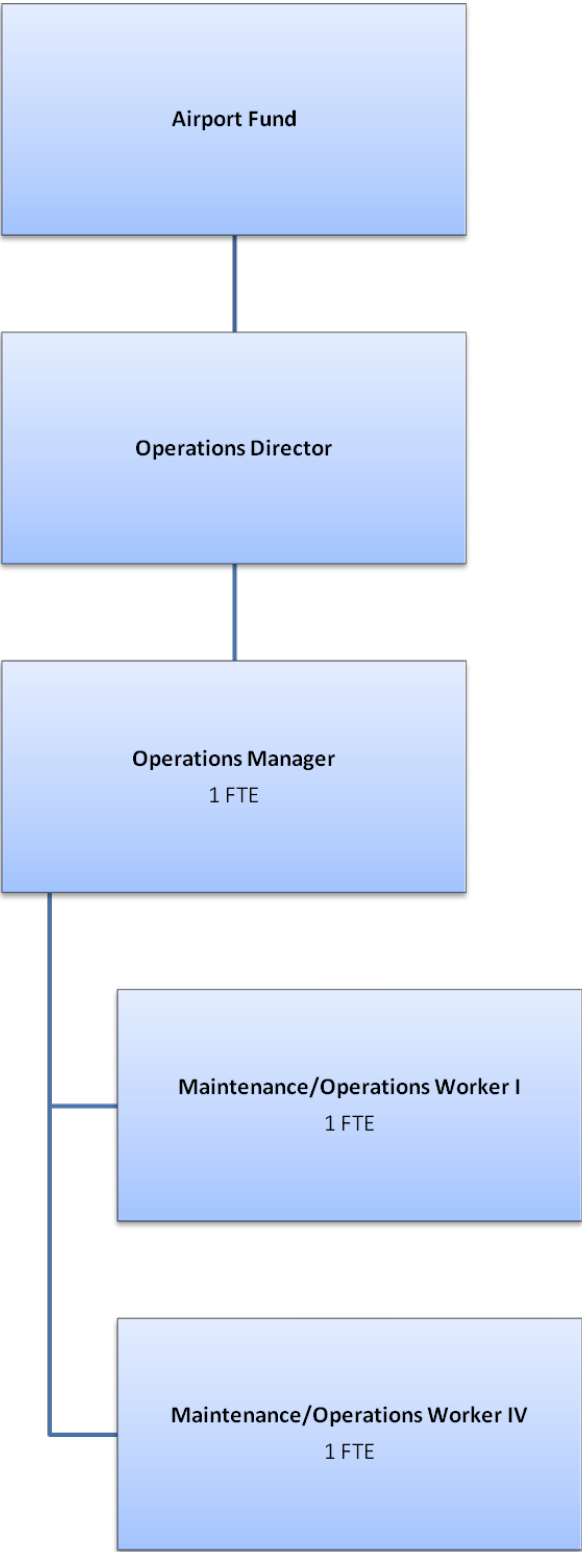 Airport Fund
Operations Director
Operations Manager
1 FTE
Maintenance/Operations Worker I
1 FTE
Maintenance/Operations Worker IV
1 FTE